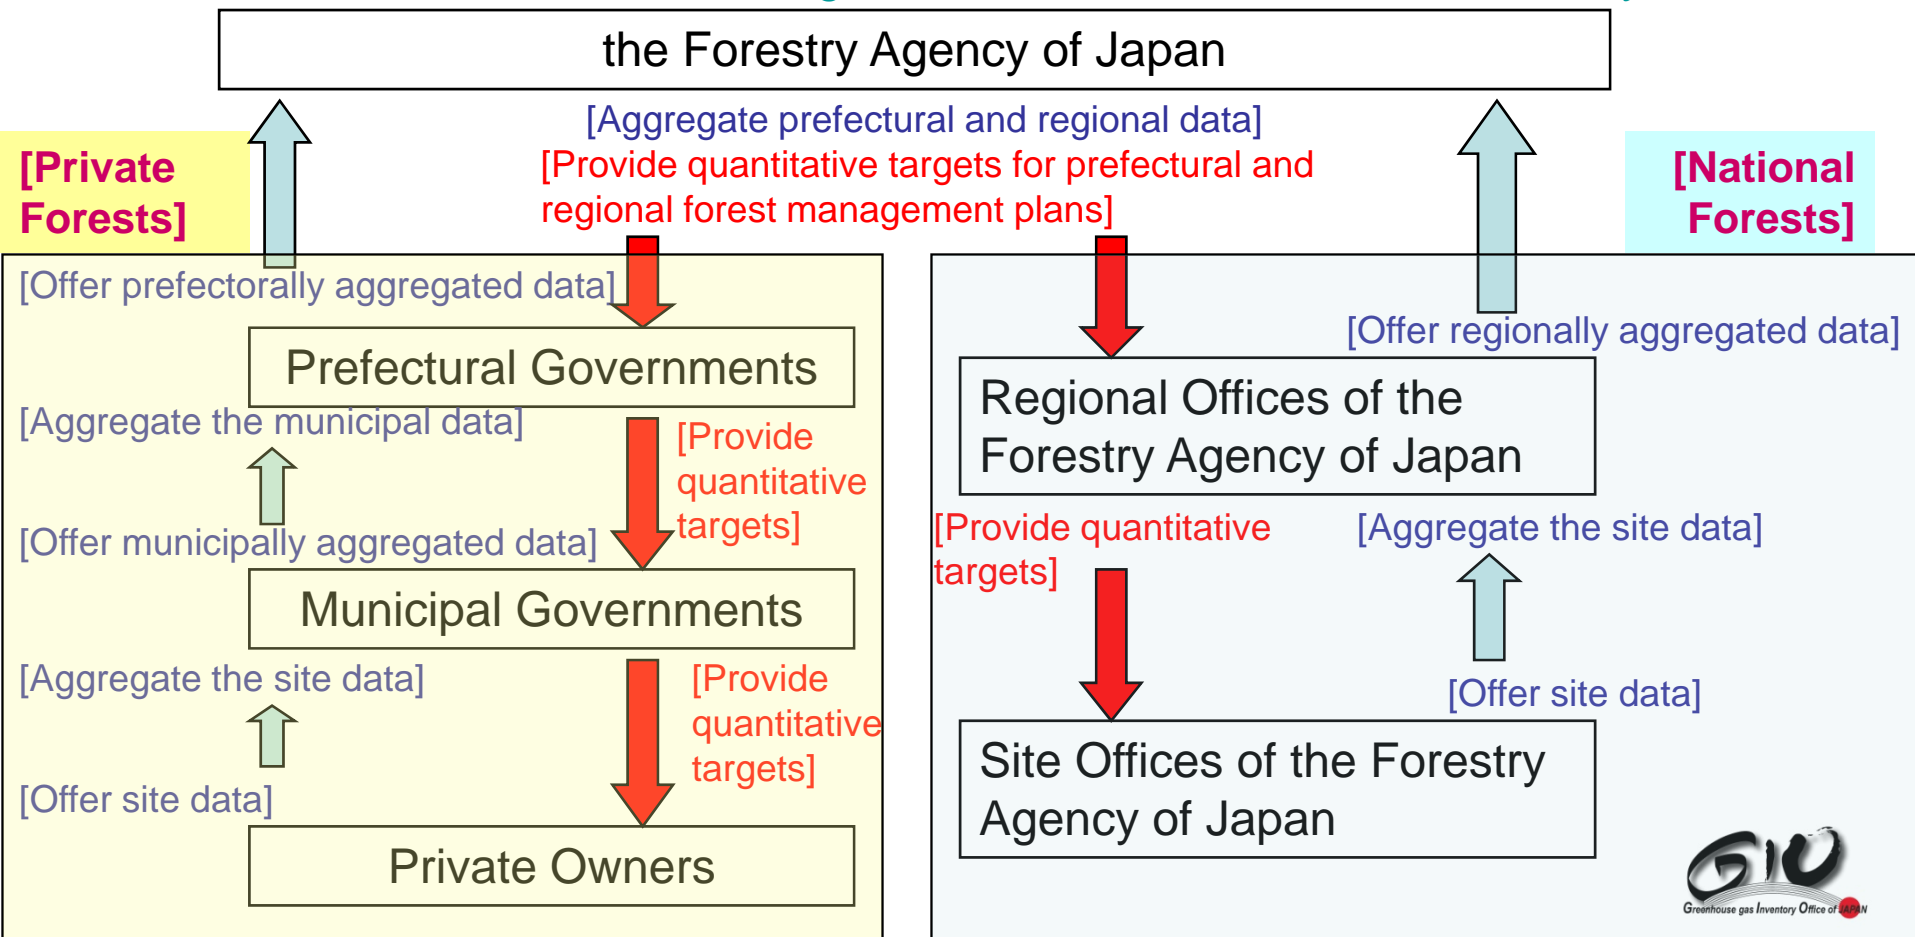 the Forestry Agency of Japan
[Aggregate prefectural and regional data]
[Provide quantitative targets for prefectural and
regional forest management plans]
[Private
Forests]
[National
Forests]
[Offer prefectorally aggregated data]
Prefectural Governments
[Aggregate the municipal data]
[Provide
quantitative
targets]
[Offer municipally aggregated data]
Municipal Governments
[Aggregate the site data]
[Provide
quantitative
targets]
[Offer site data]
Private Owners
[Offer regionally aggregated data]
Regional Offices of the
Forestry Agency of Japan
[Provide quantitative
targets]
[Aggregate the site data]
[Offer site data]
Site Offices of the Forestry
Agency of Japan
GIO
Greenhouse gas Inventory Office of JAPAN